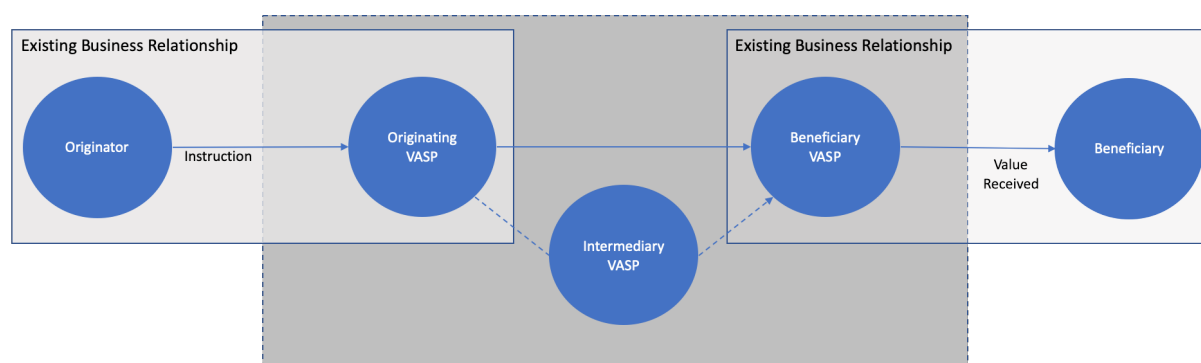 Existing Business Relationship
Existing Business Relationship
Originator
Instruction
Originating
VASP
Beneficiary
VASP
Value
Received
Beneficiary
Intermediary
VASP